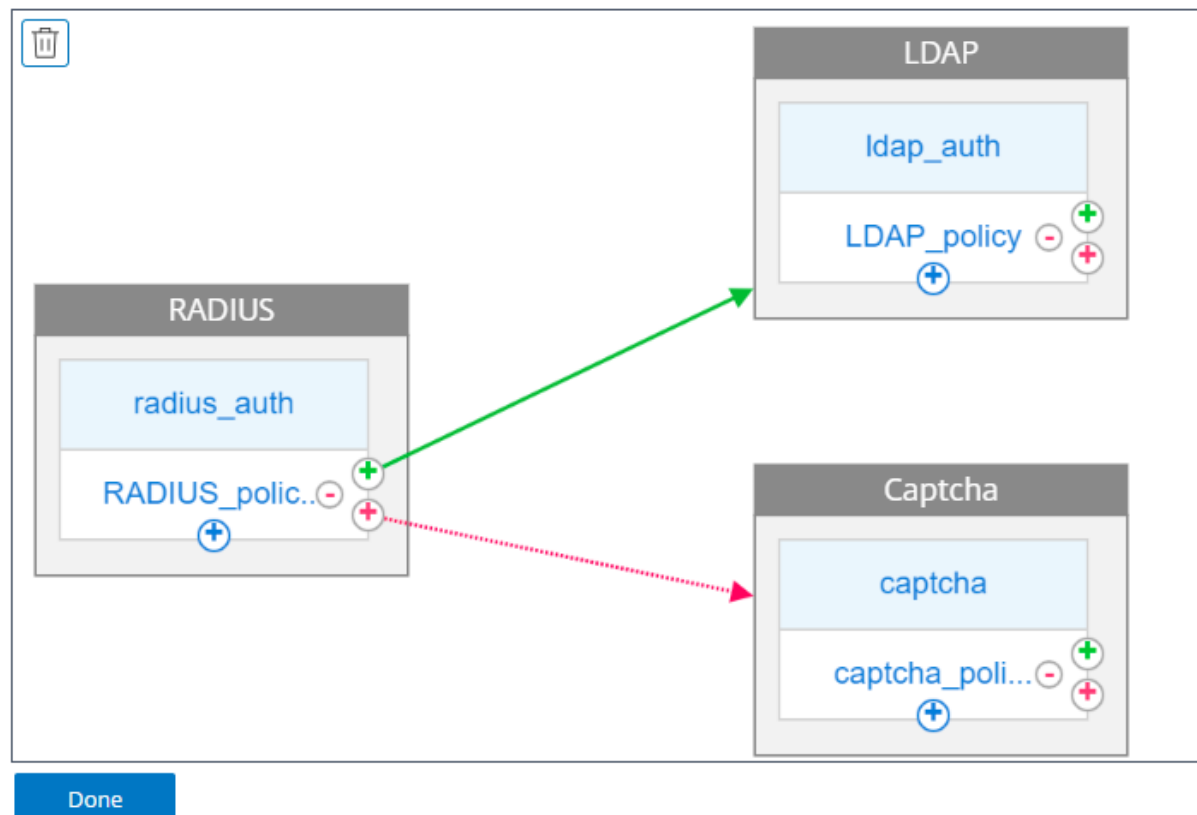 LDAP
ldap_auth
LDAP_policy
RADIUS
radius_auth
RADIUS_polic..
Captcha
captcha
captcha_poli...
Done